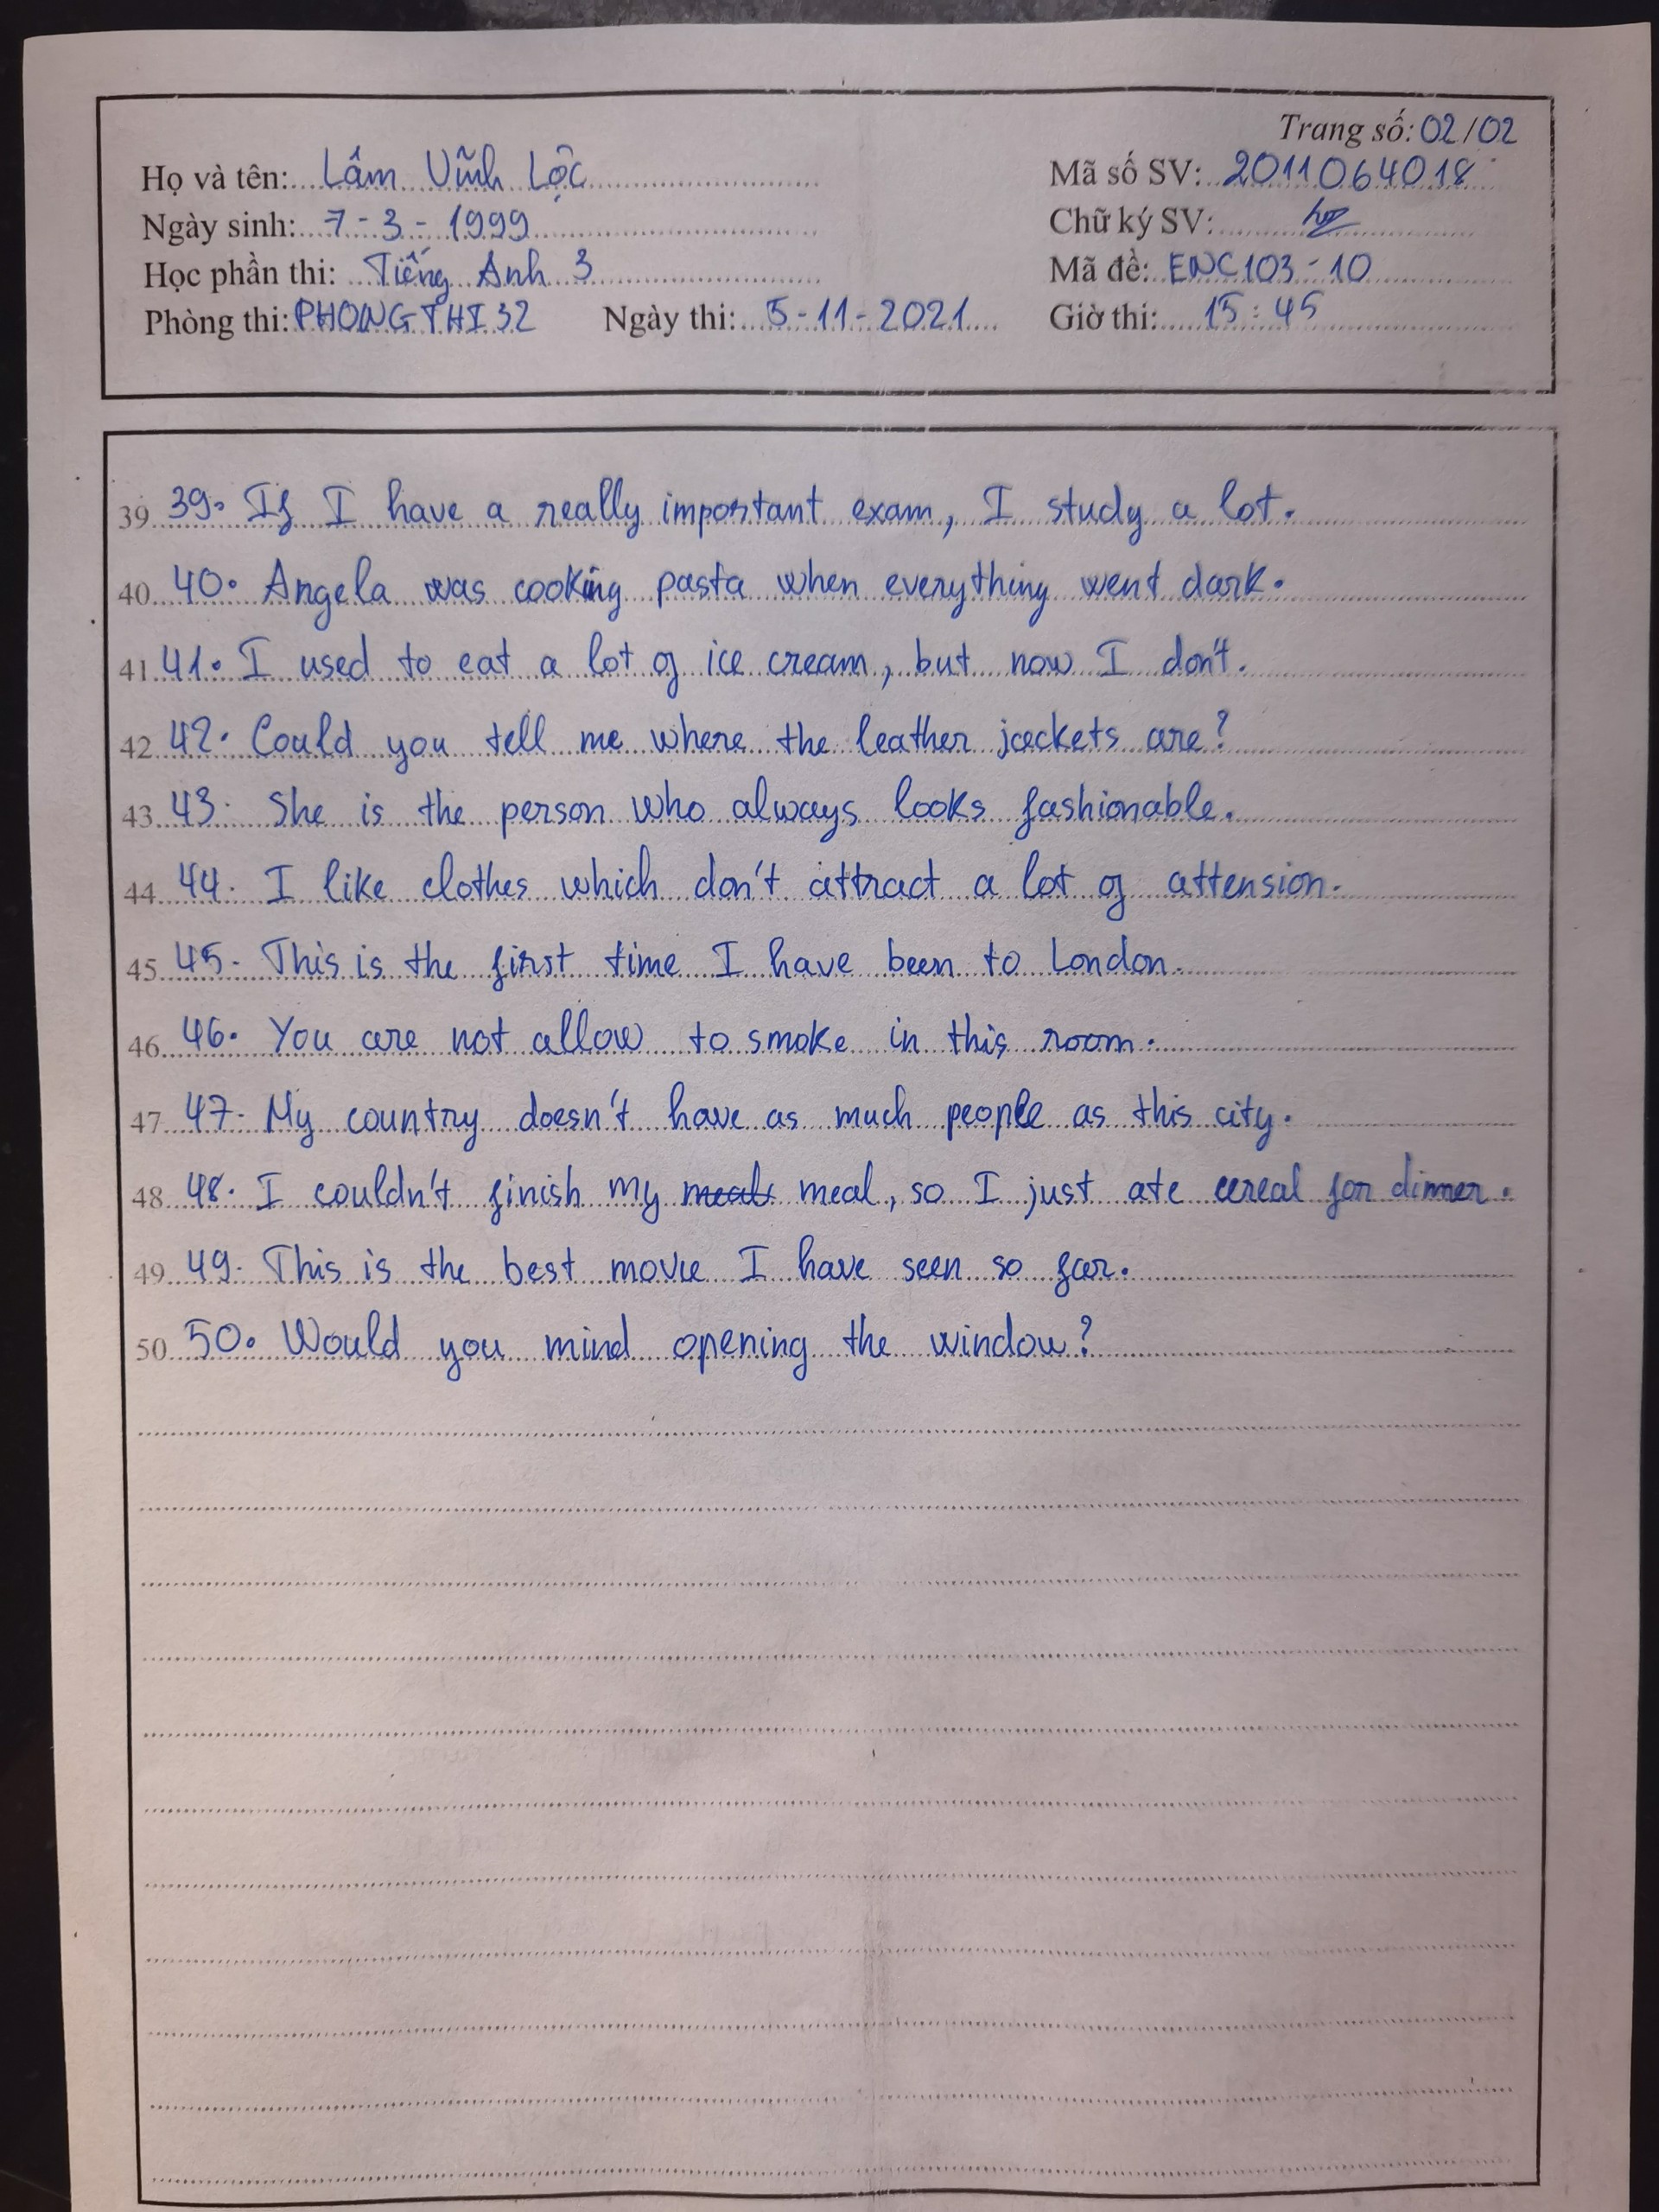 Trang số: 02/02
Họ và tên: Lâm Vĩnh Lộc Mã số SV: 2011064018
Ngày sinh: 7-3-1999 Chữ ký SV:
Học phần thi: Tiếng Anh 3 Mã đề: ENC103-10
Phòng thi: PHONG THI 32 Ngày thi: 5-11-2021 Giờ thi: 15:45
39 39. If I have a really important exam, I study a lot.
40 40. Angela was cooking pasta when everything went dark.
41 41. I used to eat a lot of ice cream, but now I don't.
42 42. Could you tell me where the leather jackets are?
43 43. She is the person who always looks fashionable.
44 44. I like clothes which don't attract a lot of attension.
45 45. This is the first time I have been to London.
46 46. You are not allow to smoke in this room.
47 47. My country doesn't have as much people as this city.
48 48. I couldn't finish my meal, so I just ate cereal for dinner.
49 49. This is the best movie I have seen so far.
50 50. Would you mind opening the window?